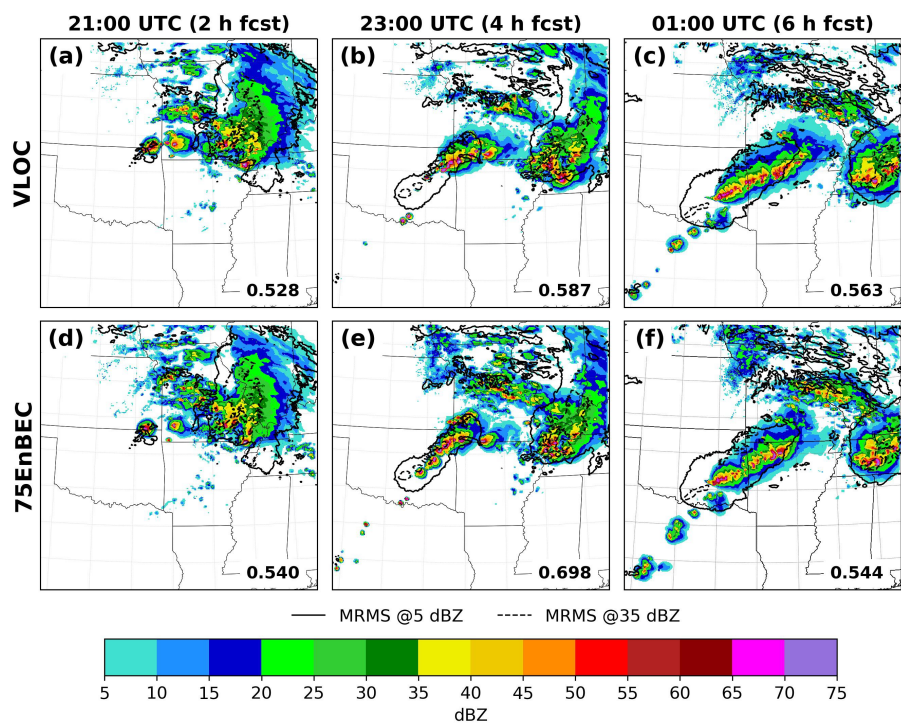 21:00 UTC (2 h fcst) 23:00 UTC (4 h fcst) 01:00 UTC (6 h fcst)
VLOC
(a) (b) (c)
0.528 0.587 0.563
75EnBEC
(d) (e) (f)
0.540 0.698 0.544
MRMS @5 dBZ MRMS @35 dBZ
5 10 15 20 25 30 35 40 45 50 55 60 65 70 75
dBZ